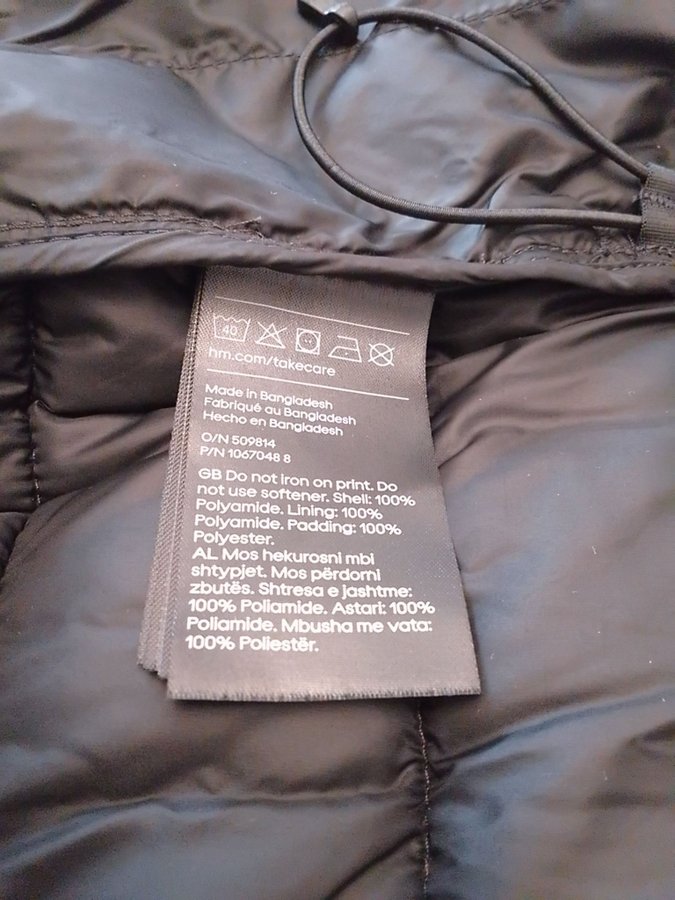 40
hm.com/takecare
Made in Bangladesh
Fabriqué au Bangladesh
Hecho en Bangladesh
O/N 509814
P/N 1067048 8
GB Do not iron on print. Do
not use softener. Shell: 100%
Polyamide. Lining: 100%
Polyamide. Padding: 100%
Polyester.
AL Mos hekurosni mbi
shtypjet. Mos përdorni
zbutës. Shtresa e jashtme:
100% Poliamide. Astari: 100%
Poliamide. Mbusha me vata:
100% Poliestër.